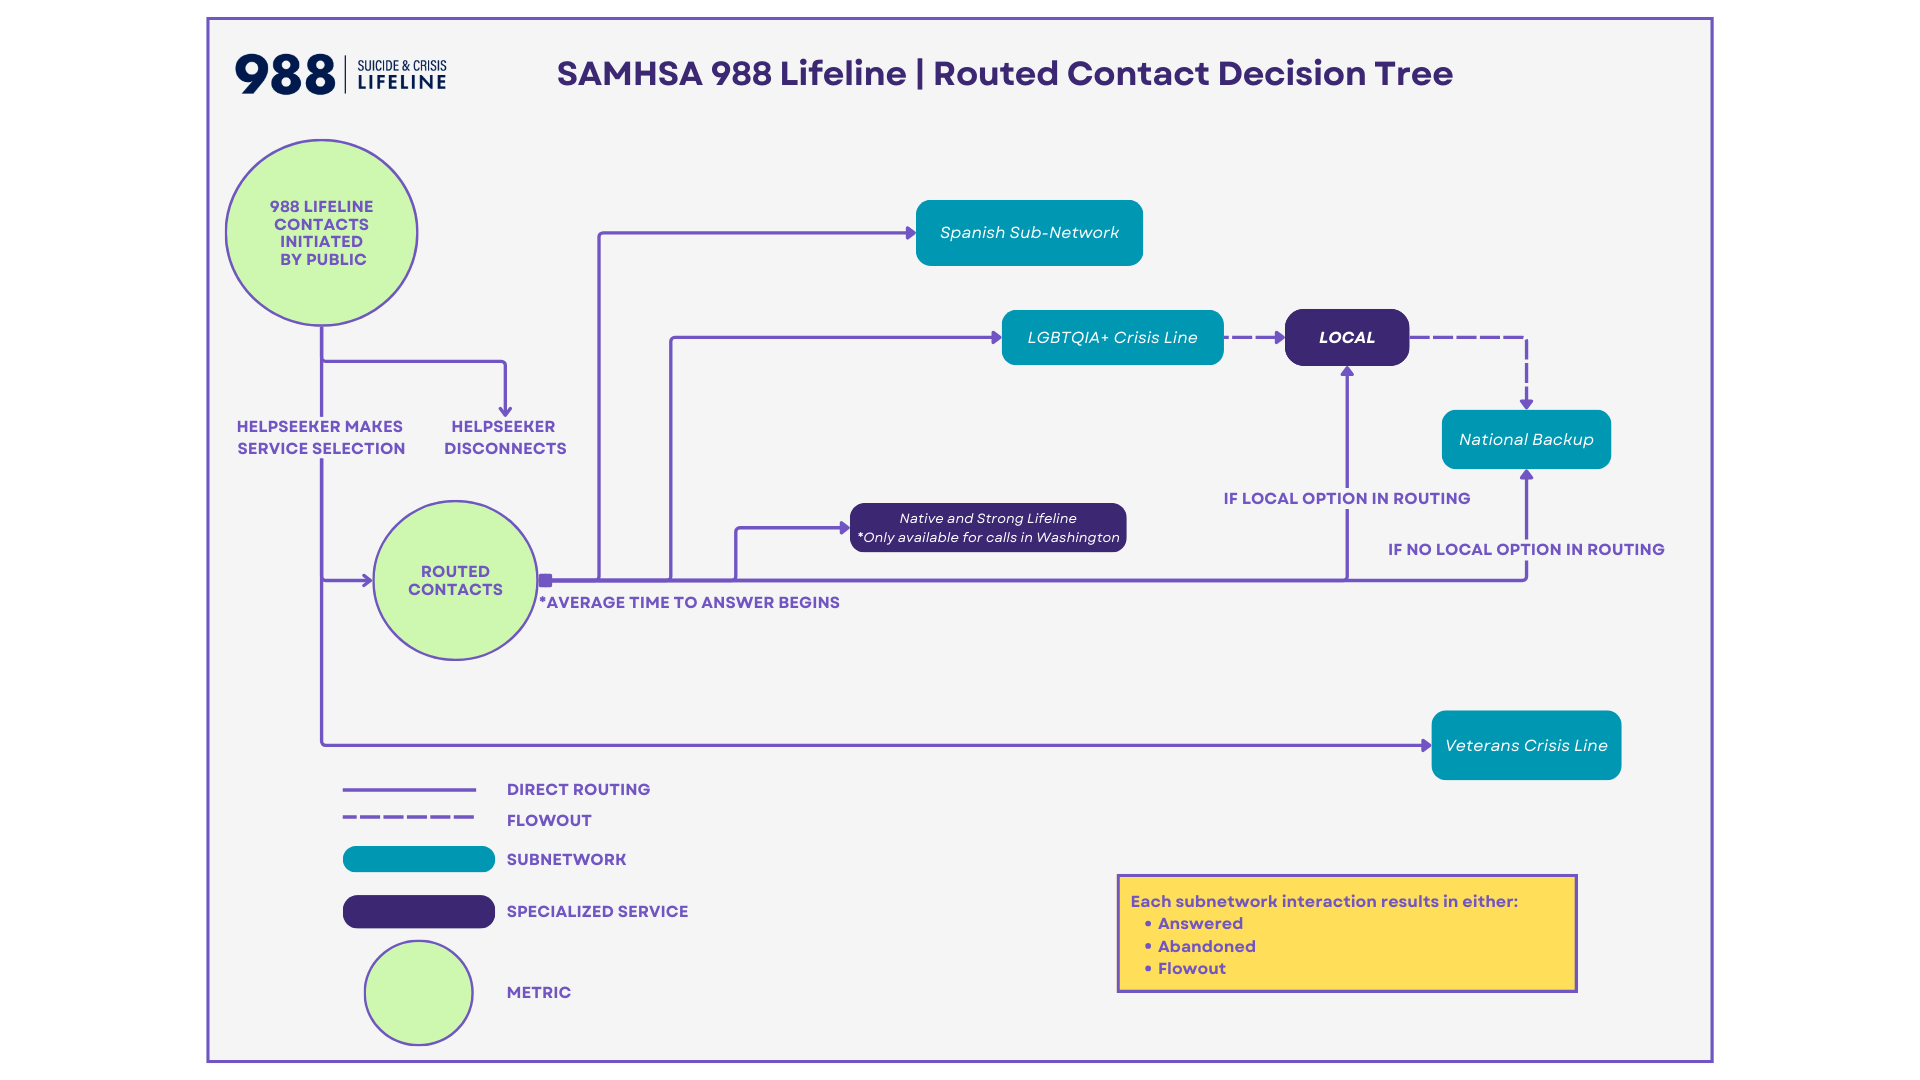 988 SUICIDE & CRISIS
LIFELINE
SAMHSA 988 Lifeline | Routed Contact Decision Tree
988 LIFELINE
CONTACTS
INITIATED
BY PUBLIC
Spanish Sub-Network
LGBTQIA+ Crisis Line
LOCAL
HELPSEEKER MAKES
SERVICE SELECTION
HELPSEEKER
DISCONNECTS
National Backup
IF LOCAL OPTION IN ROUTING
Native and Strong Lifeline
*Only available for calls in Washington
IF NO LOCAL OPTION IN ROUTING
ROUTED
CONTACTS
*AVERAGE TIME TO ANSWER BEGINS
Veterans Crisis Line
DIRECT ROUTING
FLOWOUT
SUBNETWORK
SPECIALIZED SERVICE
METRIC
Each subnetwork interaction results in either:
• Answered
• Abandoned
• Flowout